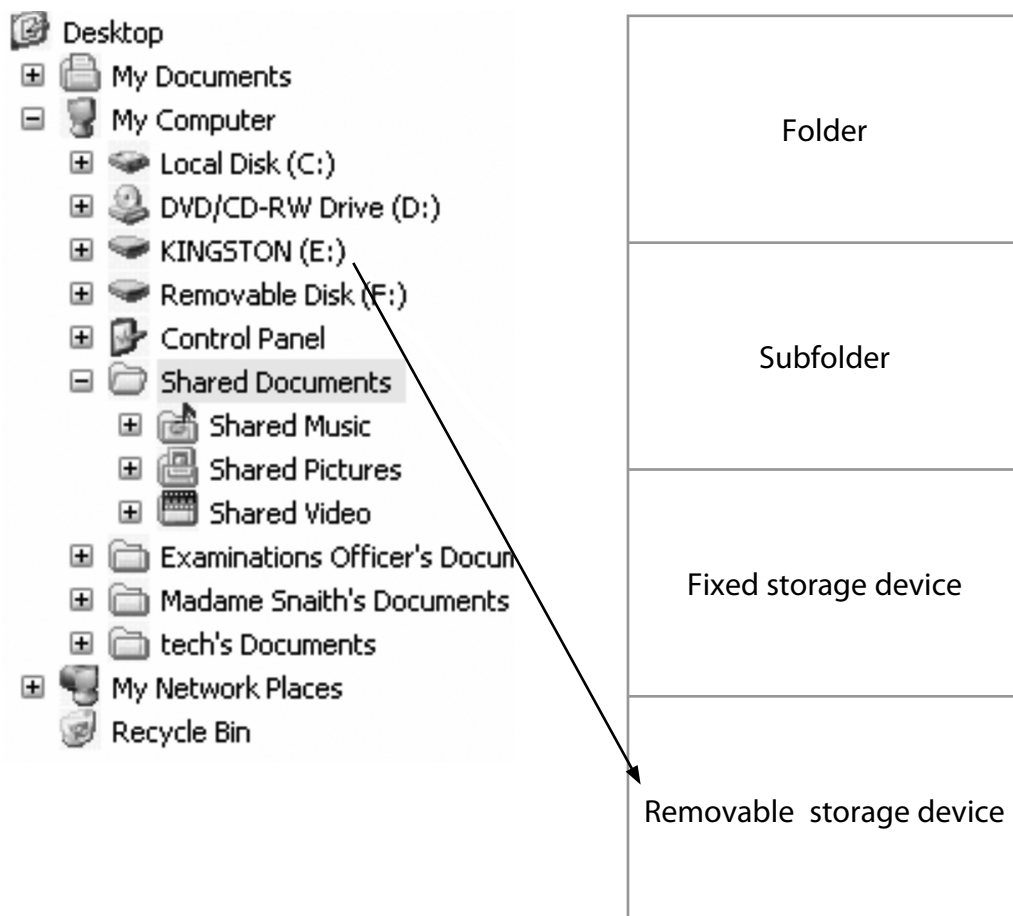 Desktop
My Documents
My Computer
Local Disk (C:)
DVD/CD-RW Drive (D:)
KINGSTON (E:)
Removable Disk (F:)
Control Panel
Shared Documents
Shared Music
Shared Pictures
Shared Video
Examinations Officer's Docum
Madame Snaith's Documents
tech's Documents
My Network Places
Recycle Bin
Folder
Subfolder
Fixed storage device
Removable storage device